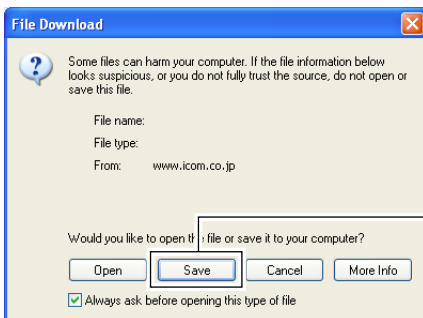 File Download
Some files can harm your computer. If the file information below
looks suspicious, or you do not fully trust the source, do not open or
save this file.
File name:
File type:
From: www.icom.co.jp
Would you like to open the file or save it to your computer?
Open Save Cancel More Info
Always ask before opening this type of file